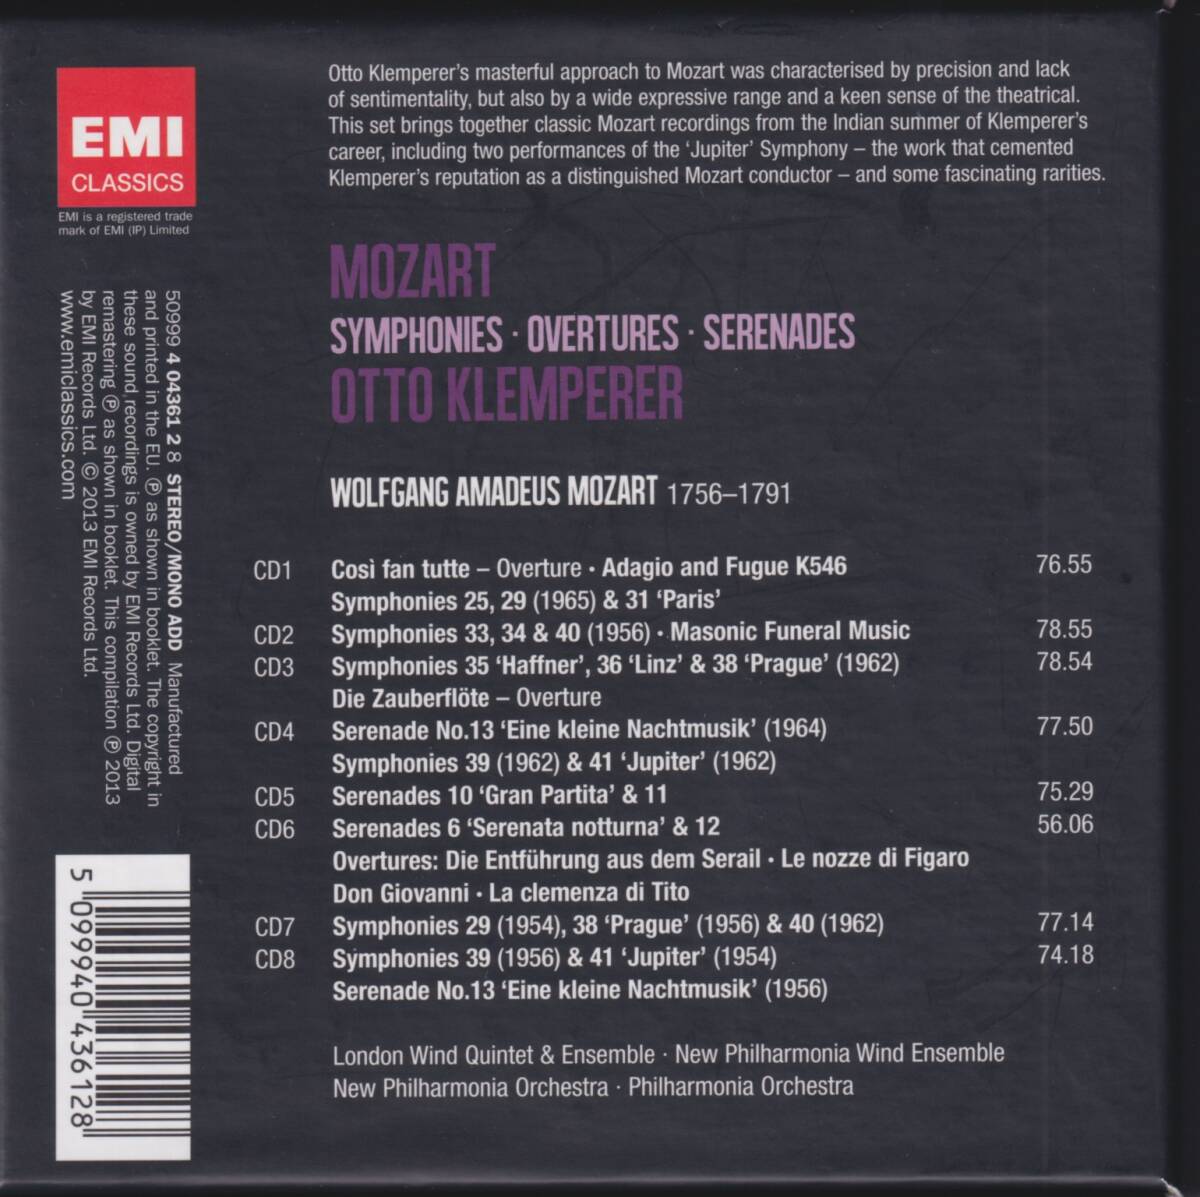 Otto Klemperer's masterful approach to Mozart was characterised by precision and lack
of sentimentality, but also by a wide expressive range and a keen sense of the theatrical.
This set brings together classic Mozart recordings from the Indian summer of Klemperer's
career, including two performances of the 'Jupiter' Symphony – the work that cemented
Klemperer's reputation as a distinguished Mozart conductor – and some fascinating rarities.
EMI
CLASSICS
EMI is a registered trade
mark of EMI (IP) Limited
MOZART
SYMPHONIES · OVERTURES · SERENADES
OTTO KLEMPERER
WOLFGANG AMADEUS MOZART 1756–1791
CD1 Così fan tutte – Overture · Adagio and Fugue K546 76.55
Symphonies 25, 29 (1965) & 31 'Paris'
CD2 Symphonies 33, 34 & 40 (1956) · Masonic Funeral Music 78.55
CD3 Symphonies 35 'Haffner', 36 'Linz' & 38 'Prague' (1962) 78.54
Die Zauberflöte – Overture
CD4 Serenade No.13 'Eine kleine Nachtmusik' (1964) 77.50
Symphonies 39 (1962) & 41 'Jupiter' (1962)
CD5 Serenades 10 'Gran Partita' & 11 75.29
CD6 Serenades 6 'Serenata notturna' & 12 56.06
Overtures: Die Entführung aus dem Serail · Le nozze di Figaro
Don Giovanni · La clemenza di Tito
CD7 Symphonies 29 (1954), 38 'Prague' (1956) & 40 (1962) 77.14
CD8 Symphonies 39 (1956) & 41 'Jupiter' (1954) 74.18
Serenade No.13 'Eine kleine Nachtmusik' (1956)
London Wind Quintet & Ensemble · New Philharmonia Wind Ensemble
New Philharmonia Orchestra · Philharmonia Orchestra
50999 4 04361 2 8 STEREO/MONO ADD Manufactured
and printed in the EU. ℗ as shown in booklet. The copyright in
these sound recordings is owned by EMI Records Ltd. Digital
remastering ℗ as shown in booklet. This compilation ℗ 2013
by EMI Records Ltd. © 2013 EMI Records Ltd.
www.emiclassics.com
5 099940 436128